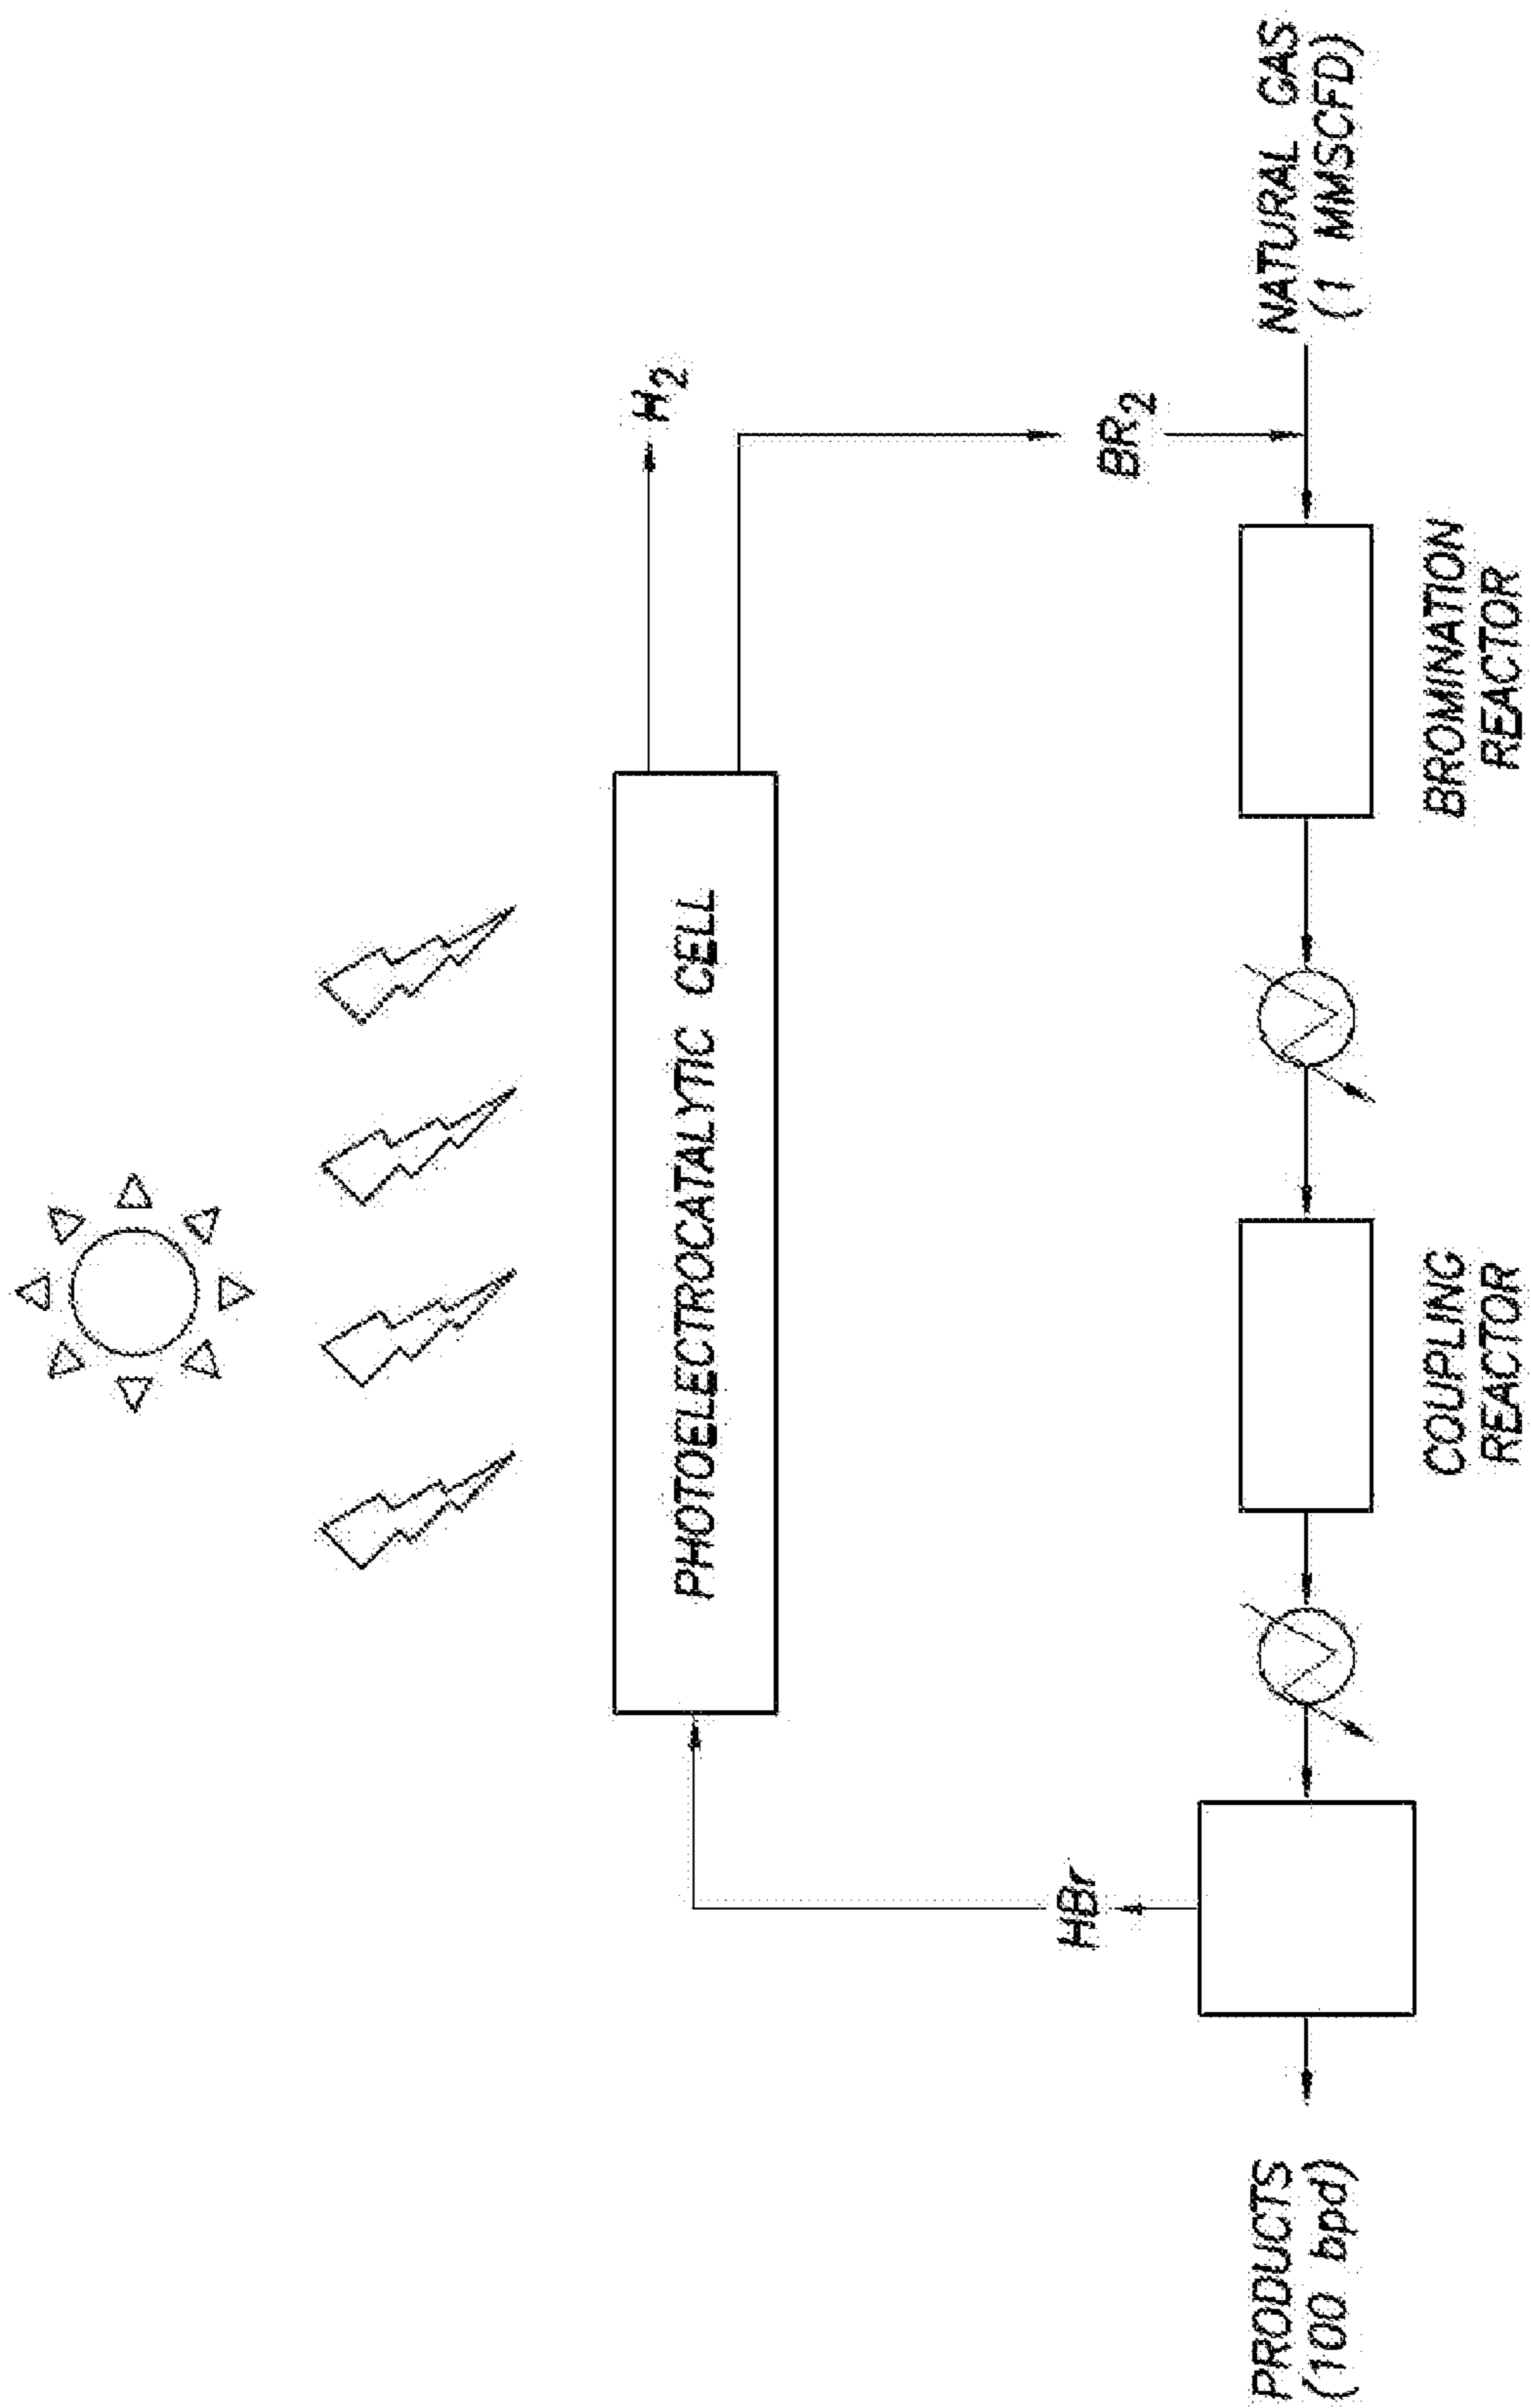 H2
PHOTOELECTROCATALYTIC CELL
BR2
HBr
NATURAL GAS
(1 MMSCFD)
BROMINATION
REACTOR
COUPLING
REACTOR
PRODUCTS
(100 bpd)